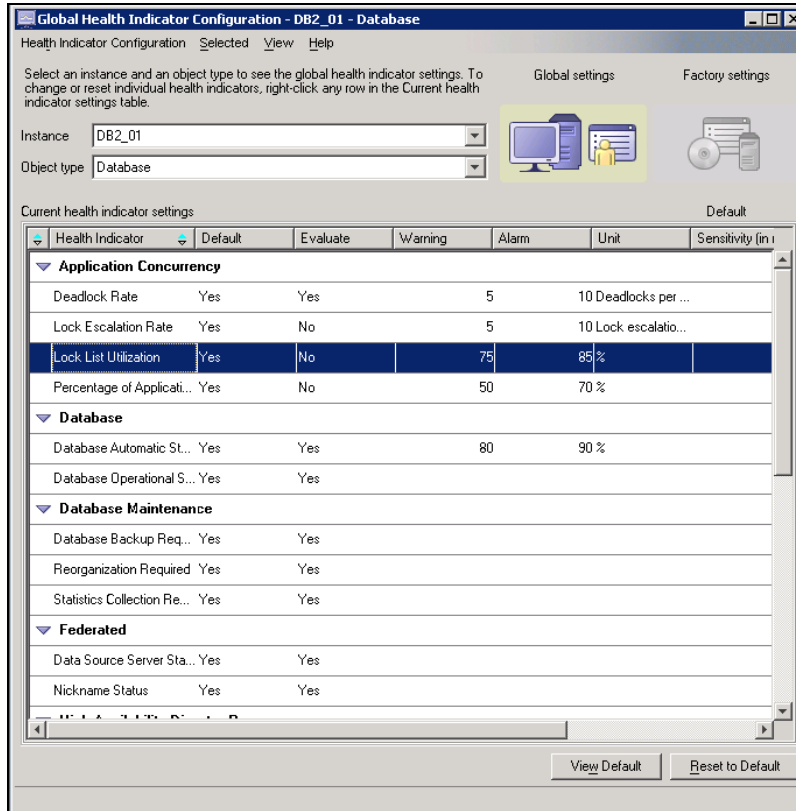 Global Health Indicator Configuration - DB2_01 - Database
Health Indicator Configuration Selected View Help
Select an instance and an object type to see the global health indicator settings. To
change or reset individual health indicators, right-click any row in the Current health
indicator settings table.
Global settings Factory settings
Instance DB2_01
Object type Database
Current health indicator settings Default
Health Indicator Default Evaluate Warning Alarm Unit Sensitivity (in
Application Concurrency
Deadlock Rate Yes Yes 5 10 Deadlocks per ...
Lock Escalation Rate Yes No 5 10 Lock escalatio...
Lock List Utilization Yes No 75 85 %
Percentage of Applicati... Yes No 50 70 %
Database
Database Automatic St... Yes Yes 80 90 %
Database Operational S... Yes Yes
Database Maintenance
Database Backup Req... Yes Yes
Reorganization Required Yes Yes
Statistics Collection Re... Yes Yes
Federated
Data Source Server Sta... Yes Yes
Nickname Status Yes Yes
View Default Reset to Default